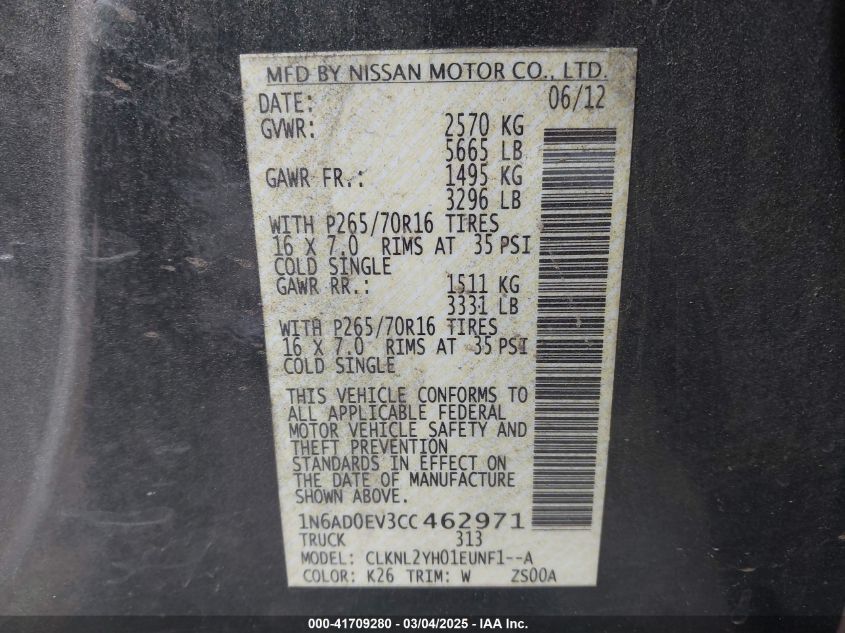 MFD BY NISSAN MOTOR CO., LTD.
DATE: 06/12
GVWR: 2570 KG
5665 LB
GAWR FR.: 1495 KG
3296 LB
WITH P265/70R16 TIRES
16 X 7.0 RIMS AT 35 PSI
COLD SINGLE
GAWR RR.: 1511 KG
3331 LB
WITH P265/70R16 TIRES
16 X 7.0 RIMS AT 35 PSI
COLD SINGLE
THIS VEHICLE CONFORMS TO
ALL APPLICABLE FEDERAL
MOTOR VEHICLE SAFETY AND
THEFT PREVENTION
STANDARDS IN EFFECT ON
THE DATE OF MANUFACTURE
SHOWN ABOVE.
1N6AD0EV3CC462971
TRUCK 313
MODEL: CLKNL2YH01EUNF1--A
COLOR: K26 TRIM: W ZS00A
000-41709280 - 03/04/2025 - IAA Inc.